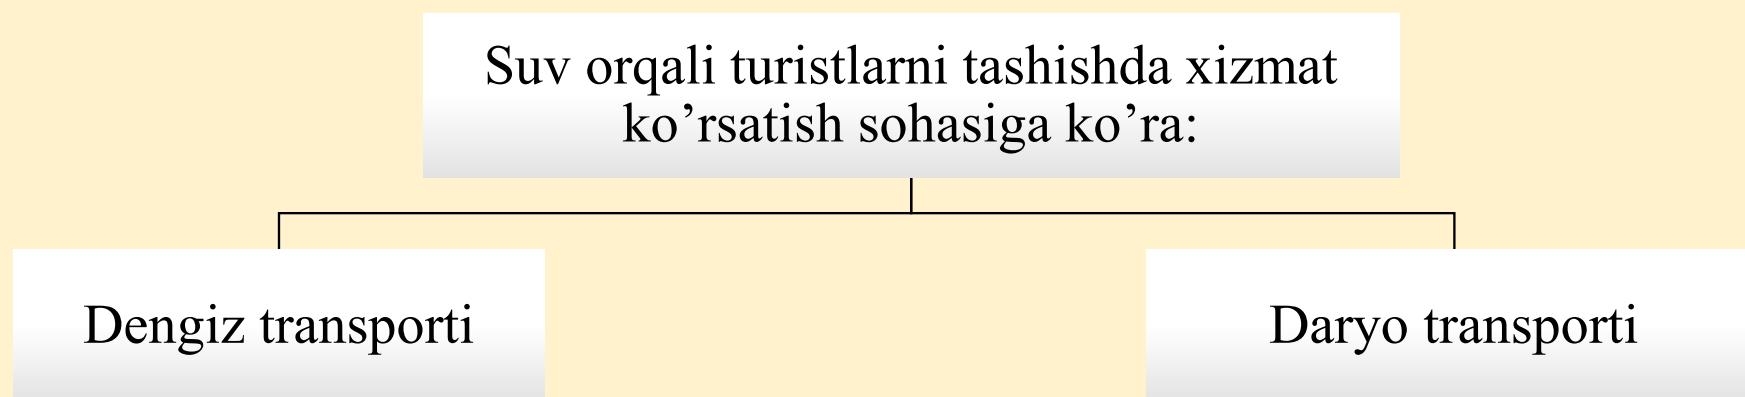 Suv orqali turistlarni tashishda xizmat
ko’rsatish sohasiga ko’ra:
Dengiz transporti
Daryo transporti